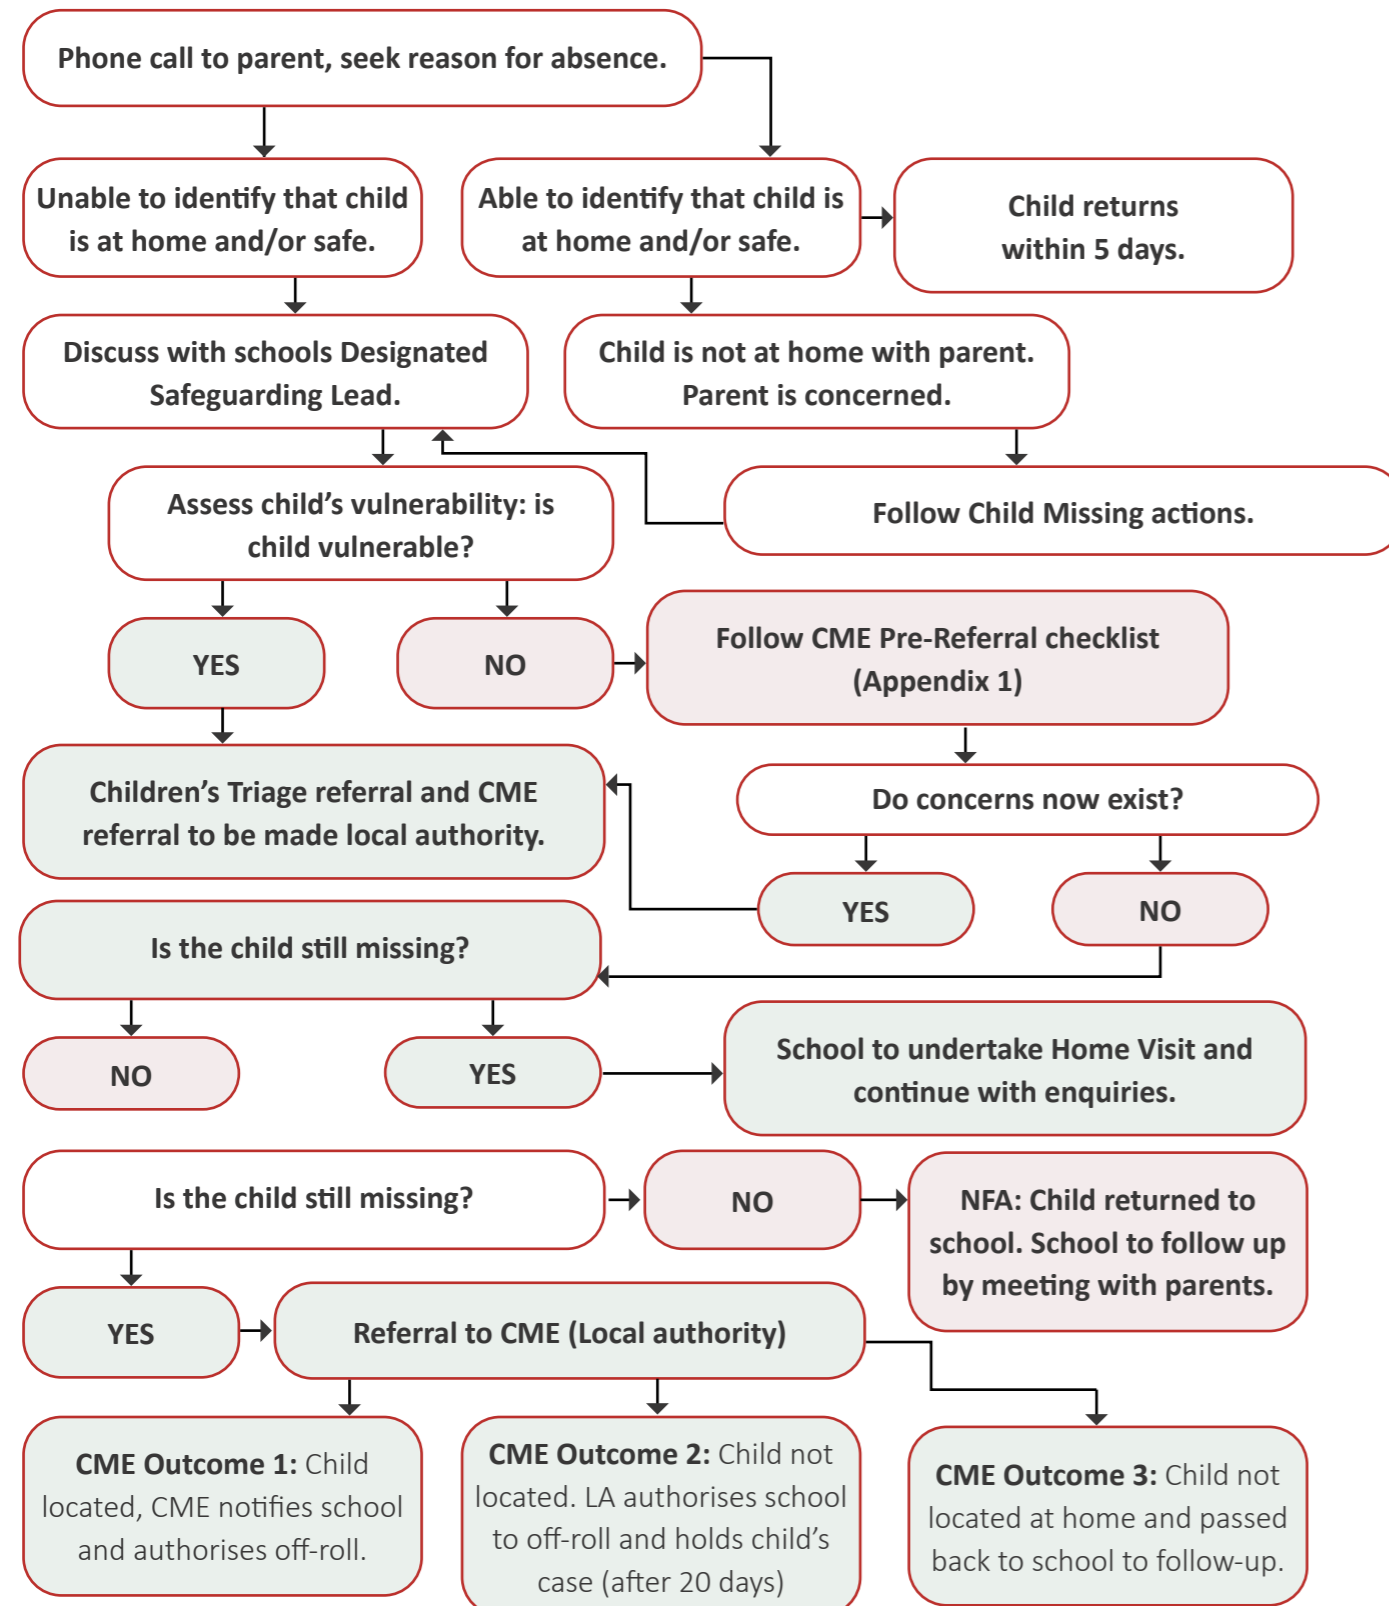 Phone call to parent, seek reason for absence.
Unable to identify that child
is at home and/or safe.
Able to identify that child is
at home and/or safe.
Child returns
within 5 days.
Discuss with schools Designated
Safeguarding Lead.
Child is not at home with parent.
Parent is concerned.
Assess child’s vulnerability: is
child vulnerable?
Follow Child Missing actions.
YES
NO
Follow CME Pre-Referral checklist
(Appendix 1)
Children’s Triage referral and CME
referral to be made local authority.
Do concerns now exist?
YES
NO
Is the child still missing?
NO
YES
School to undertake Home Visit and
continue with enquiries.
Is the child still missing?
NO
NFA: Child returned to
school. School to follow up
by meeting with parents.
YES
Referral to CME (Local authority)
CME Outcome 1: Child
located, CME notifies school
and authorises off-roll.
CME Outcome 2: Child not
located. LA authorises school
to off-roll and holds child’s
case (after 20 days)
CME Outcome 3: Child not
located at home and passed
back to school to follow-up.